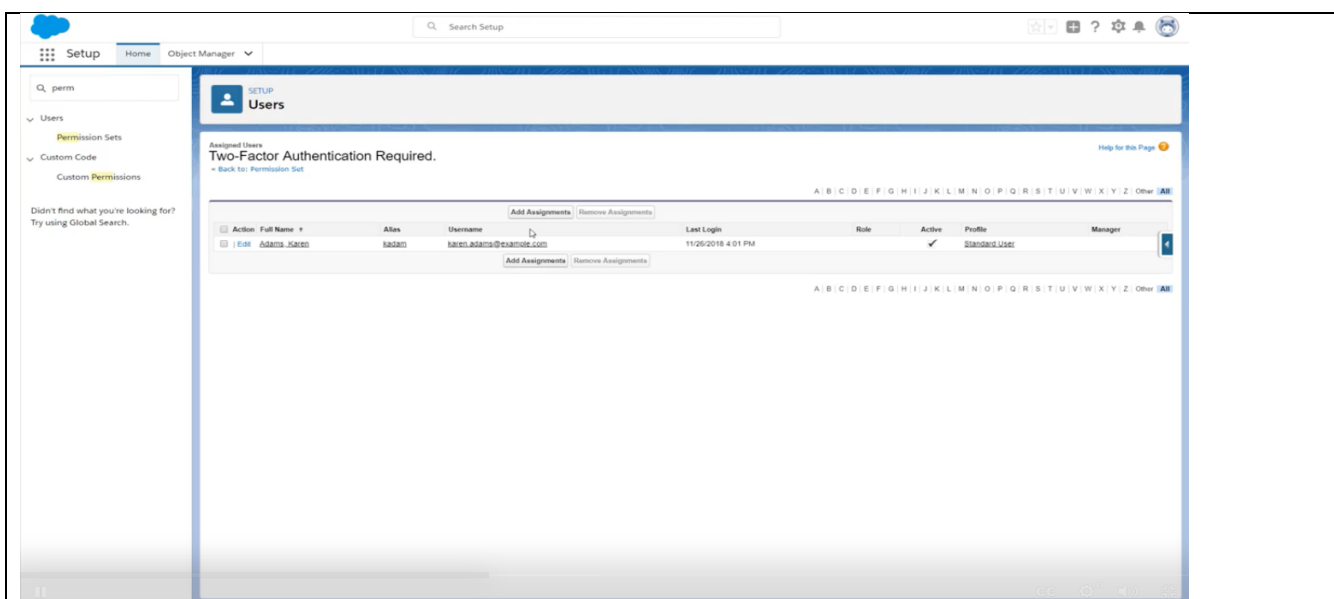 Search Setup
Setup Home Object Manager
perm
Users
Permission Sets
Custom Code
Custom Permissions
Didn't find what you're looking for?
Try using Global Search.
SETUP
Users
Assigned Users
Two-Factor Authentication Required.
« Back to: Permission Set
Help for this Page ?
A | B | C | D | E | F | G | H | I | J | K | L | M | N | O | P | Q | R | S | T | U | V | W | X | Y | Z | Other | All
Add Assignments Remove Assignments
Action Full Name ↑ Alias Username Last Login Role Active Profile Manager
| Edit Adams, Karen kadam karen.adams@example.com 11/26/2018 4:01 PM ✓ Standard User
Add Assignments Remove Assignments
A | B | C | D | E | F | G | H | I | J | K | L | M | N | O | P | Q | R | S | T | U | V | W | X | Y | Z | Other | All
CC